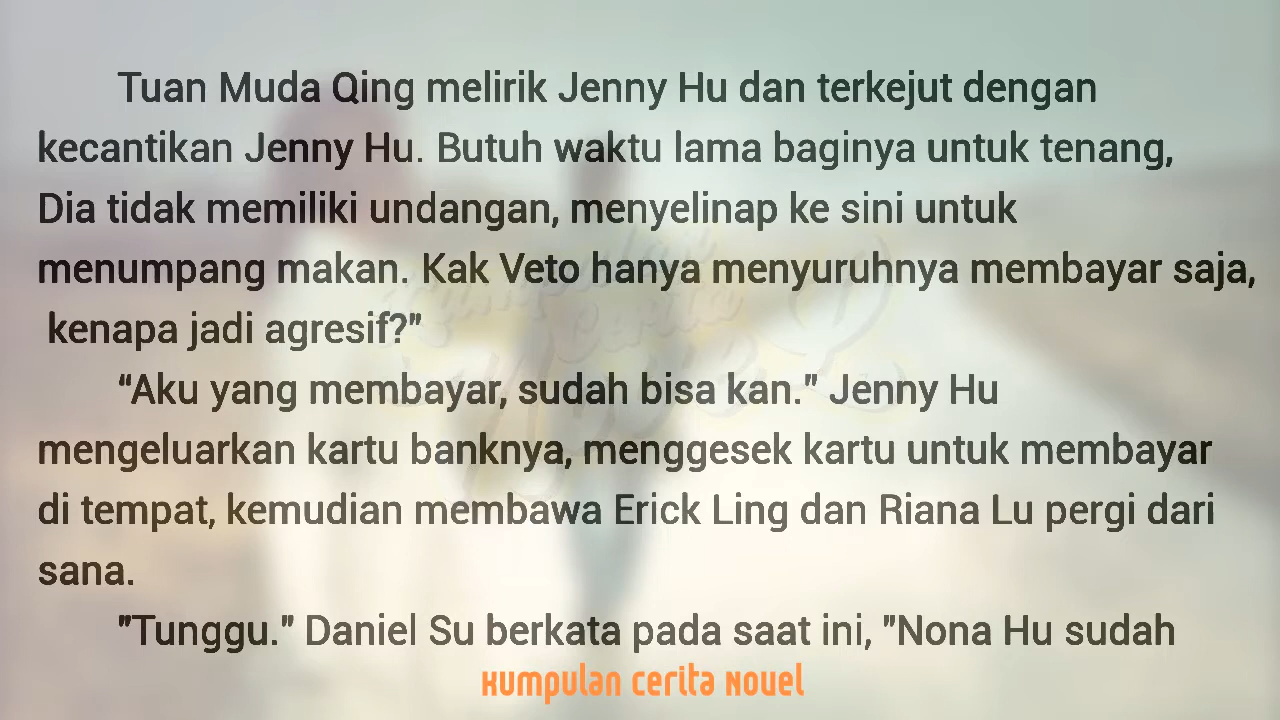 Tuan Muda Qing melirik Jenny Hu dan terkejut dengan
kecantikan Jenny Hu. Butuh waktu lama baginya untuk tenang,
Dia tidak memiliki undangan, menyelinap ke sini untuk
menumpang makan. Kak Veto hanya menyuruhnya membayar saja,
kenapa jadi agresif?”
“Aku yang membayar, sudah bisa kan.” Jenny Hu
mengeluarkan kartu banknya, menggesek kartu untuk membayar
di tempat, kemudian membawa Erick Ling dan Riana Lu pergi dari
sana.
"Tunggu." Daniel Su berkata pada saat ini, "Nona Hu sudah
Kumpulan Cerita Novel